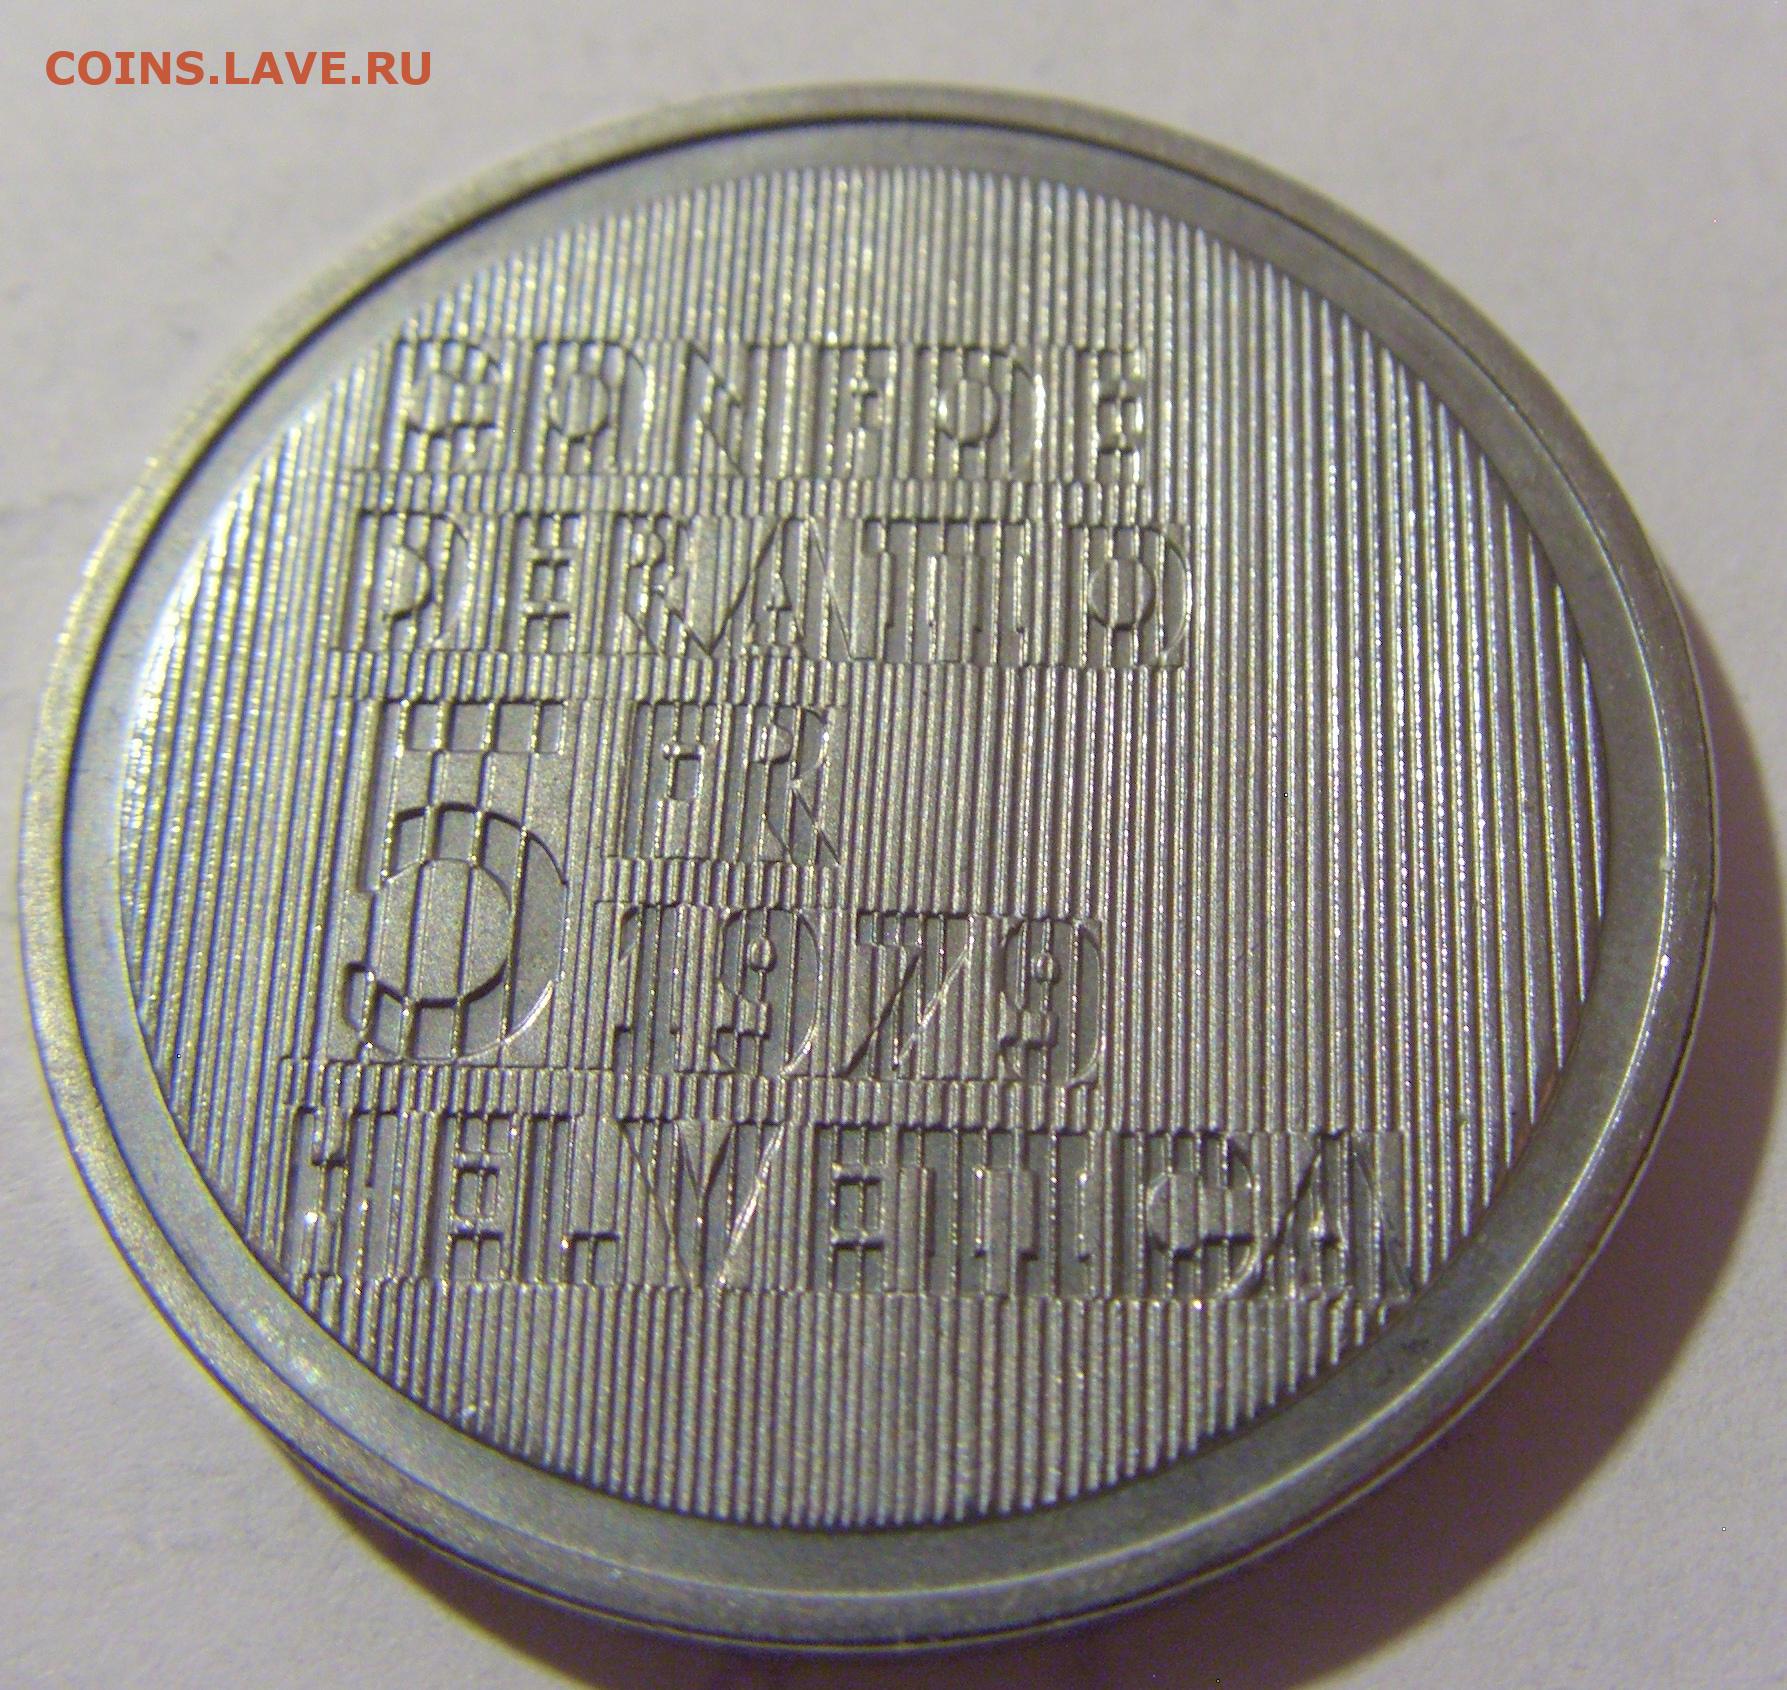 COINS.LAVE.RU
CONFOE
DERATIO
5 FR
1979
HELVETICA